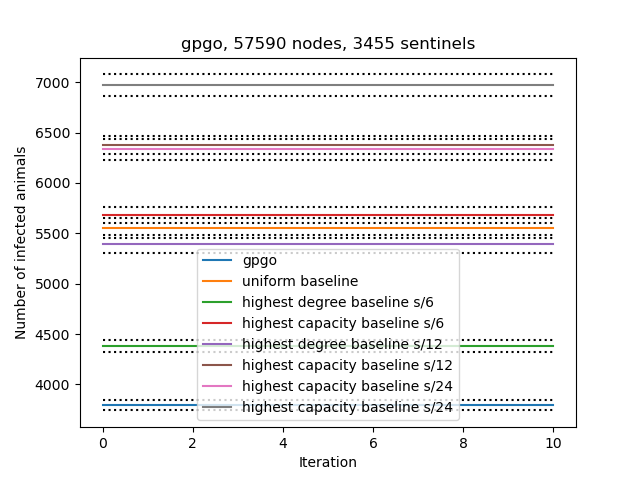 gpgo, 57590 nodes, 3455 sentinels
7000
6500
6000
5500
5000
4500
4000
Number of infected animals
gpgo
uniform baseline
highest degree baseline s/6
highest capacity baseline s/6
highest degree baseline s/12
highest capacity baseline s/12
highest capacity baseline s/24
highest capacity baseline s/24
0 2 4 6 8 10
Iteration